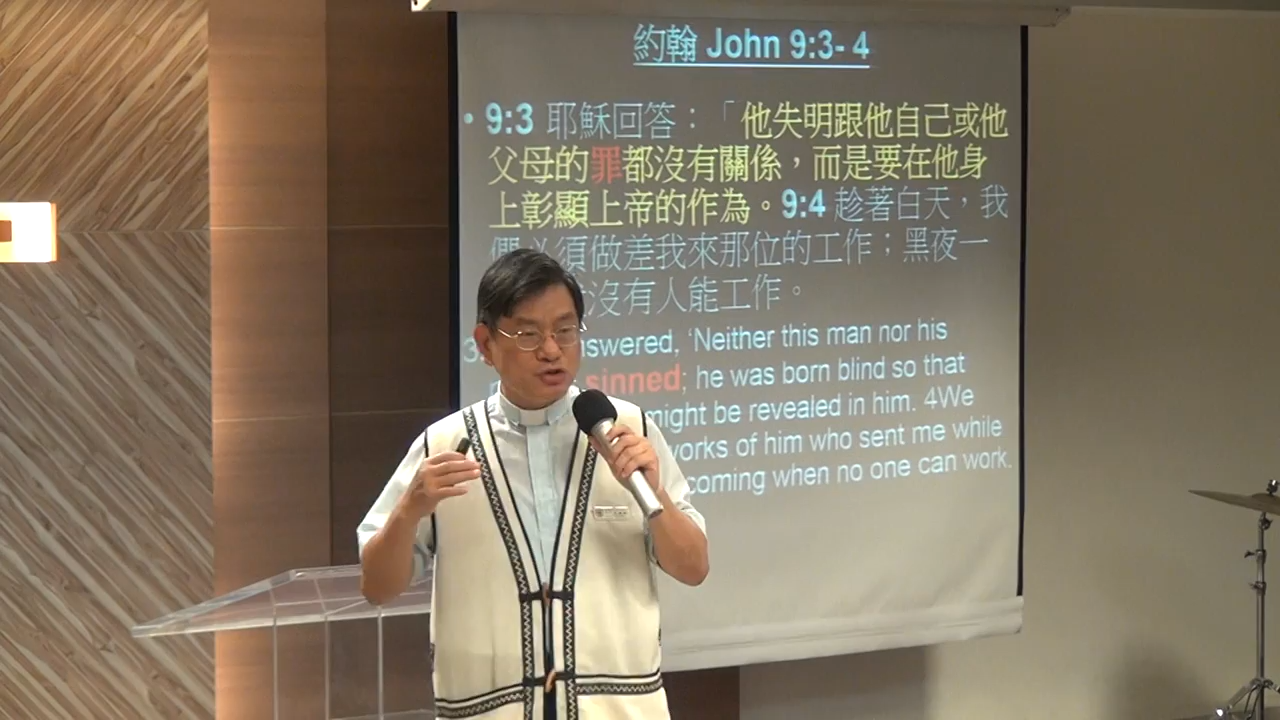 約翰 John 9:3- 4
• 9:3 耶穌回答：「他失明跟他自己或他
父母的罪都沒有關係，而是要在他身
上彰顯上帝的作為。9:4 趁著白天，我
們必須做差我來那位的工作；黑夜一
沒有人能工作。
swered, ‘Neither this man nor his
sinned; he was born blind so that
might be revealed in him. 4We
works of him who sent me while
coming when no one can work.